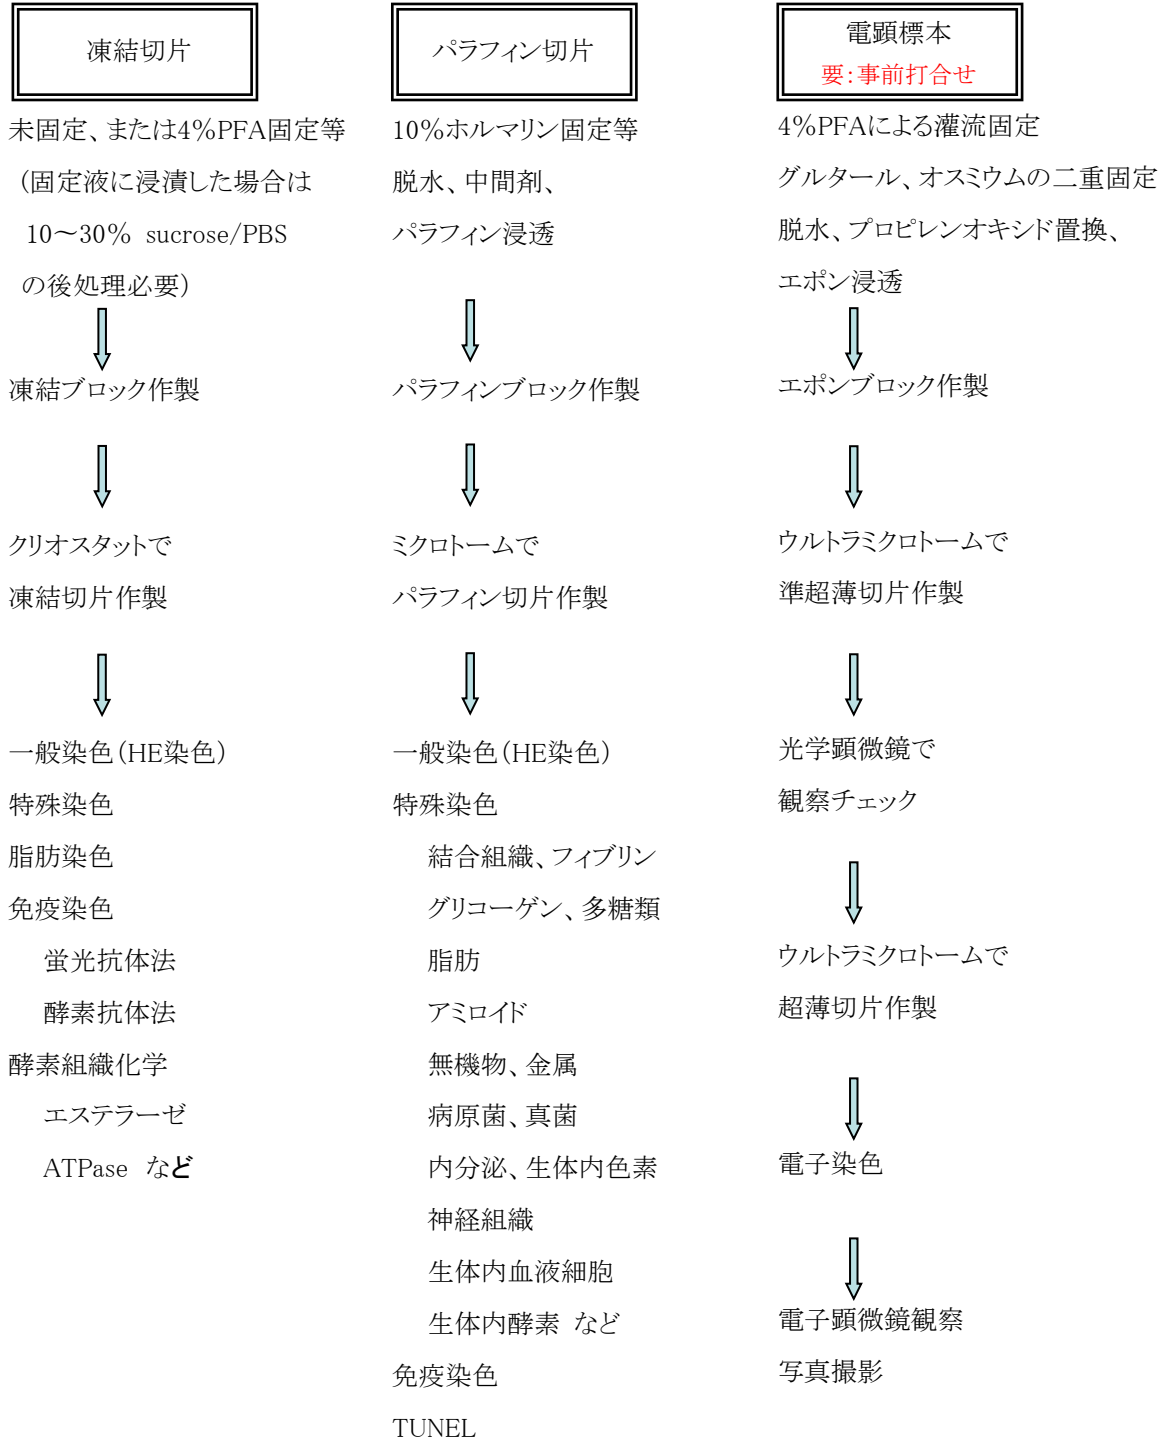 凍結切片
未固定、または4%PFA固定等
(固定液に浸漬した場合は
10～30% sucrose/PBS
の後処理必要)
凍結ブロック作製
クリオスタットで
凍結切片作製
一般染色(HE染色)
特殊染色
脂肪染色
免疫染色
蛍光抗体法
酵素抗体法
酵素組織化学
エステラーゼ
ATPase など
パラフィン切片
10%ホルマリン固定等
脱水、中間剤、
パラフィン浸透
パラフィンブロック作製
ミクロトームで
パラフィン切片作製
一般染色(HE染色)
特殊染色
結合組織、フィブリン
グリコーゲン、多糖類
脂肪
アミロイド
無機物、金属
病原菌、真菌
内分泌、生体内色素
神経組織
生体内血液細胞
生体内酵素 など
免疫染色
TUNEL
電顕標本
要:事前打合せ
4%PFAによる灌流固定
グルタール、オスミウムの二重固定
脱水、プロピレンオキシド置換、
エポン浸透
エポンブロック作製
ウルトラミクロトームで
準超薄切片作製
光学顕微鏡で
観察チェック
ウルトラミクロトームで
超薄切片作製
電子染色
電子顕微鏡観察
写真撮影